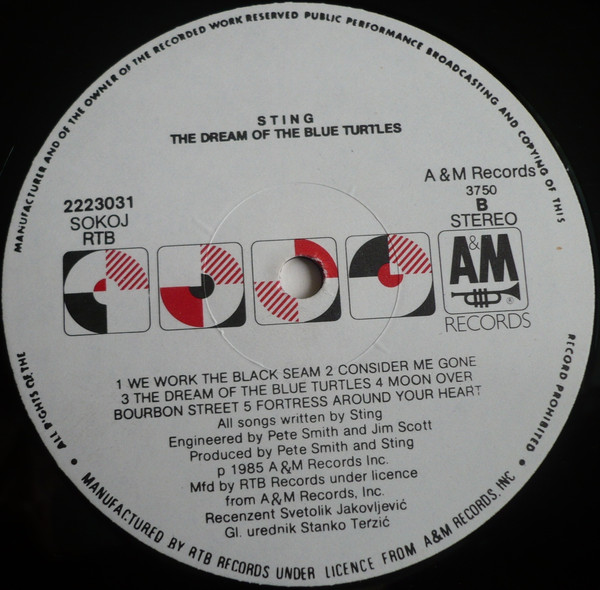 MANUFACTURER AND OF THE OWNER OF THE RECORDED WORK RESERVED PUBLIC PERFORMANCE BROADCASTING AND COPYING OF THIS
STING
THE DREAM OF THE BLUE TURTLES
2223031
SOKOJ
RTB
A & M Records
3750
B
STEREO
A&M
®
RECORDS
1 WE WORK THE BLACK SEAM 2 CONSIDER ME GONE
3 THE DREAM OF THE BLUE TURTLES 4 MOON OVER
BOURBON STREET 5 FORTRESS AROUND YOUR HEART
All songs written by Sting
Engineered by Pete Smith and Jim Scott
Produced by Pete Smith and Sting
p 1985 A & M Records Inc.
Mfd by RTB Records under licence
from A & M Records, Inc.
Recenzent Svetolik Jakovljević
Gl. urednik Stanko Terzić
RECORD PROHIBITED •
ALL RIGHTS OF THE
• MANUFACTURED BY RTB RECORDS UNDER LICENCE FROM A&M RECORDS, INC